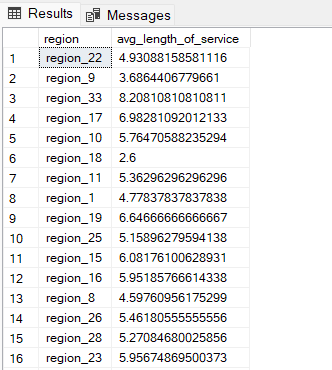 Results Messages
region avg_length_of_service
1 region_22 4.93088158581116
2 region_9 3.6864406779661
3 region_33 8.20810810810811
4 region_17 6.98281092012133
5 region_10 5.76470588235294
6 region_18 2.6
7 region_11 5.36296296296296
8 region_1 4.77837837837838
9 region_19 6.64666666666667
10 region_25 5.15896279594138
11 region_15 6.08176100628931
12 region_16 5.95185766614338
13 region_8 4.59760956175299
14 region_26 5.46180555555556
15 region_28 5.27084680025856
16 region_23 5.95674869500373